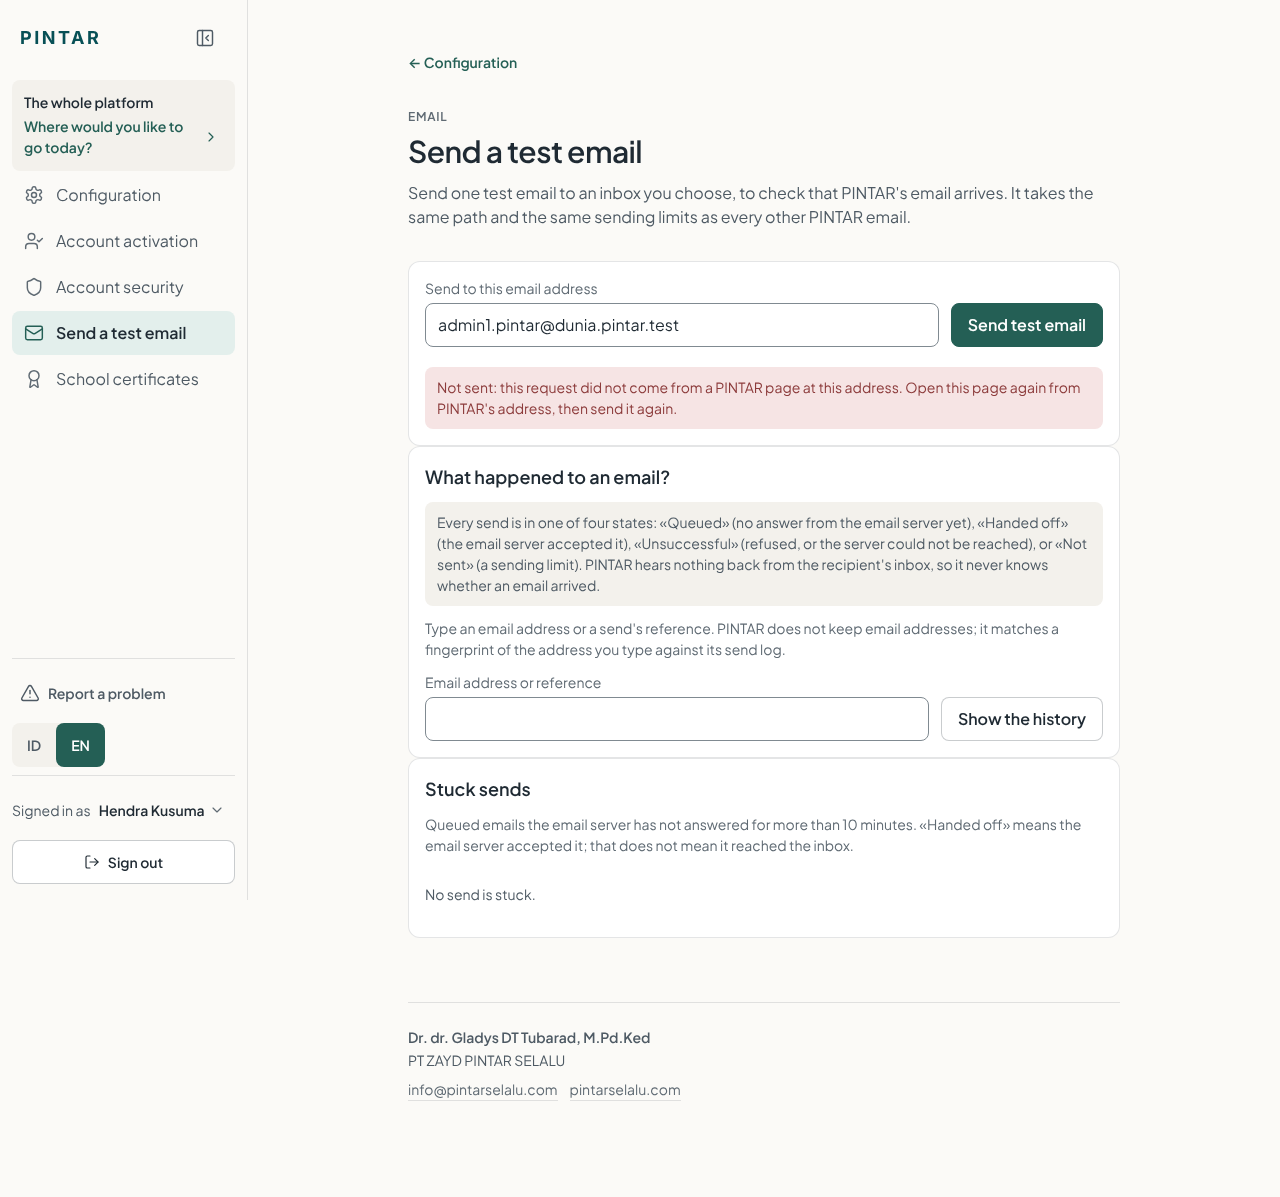 PINTAR
The whole platform
Where would you like to
go today?
Configuration
Account activation
Account security
Send a test email
School certificates
Report a problem
ID
EN
Signed in as Hendra Kusuma
Sign out
← Configuration
EMAIL
Send a test email
Send one test email to an inbox you choose, to check that PINTAR's email arrives. It takes the
same path and the same sending limits as every other PINTAR email.
Send to this email address
admin1.pintar@dunia.pintar.test
Send test email
Not sent: this request did not come from a PINTAR page at this address. Open this page again from
PINTAR's address, then send it again.
What happened to an email?
Every send is in one of four states: «Queued» (no answer from the email server yet), «Handed off»
(the email server accepted it), «Unsuccessful» (refused, or the server could not be reached), or «Not
sent» (a sending limit). PINTAR hears nothing back from the recipient's inbox, so it never knows
whether an email arrived.
Type an email address or a send's reference. PINTAR does not keep email addresses; it matches a
fingerprint of the address you type against its send log.
Email address or reference
Show the history
Stuck sends
Queued emails the email server has not answered for more than 10 minutes. «Handed off» means the
email server accepted it; that does not mean it reached the inbox.
No send is stuck.
Dr. dr. Gladys DT Tubarad, M.Pd.Ked
PT ZAYD PINTAR SELALU
info@pintarselalu.com pintarselalu.com